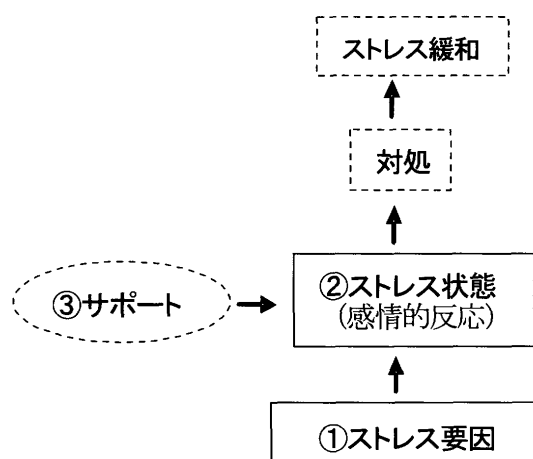 ストレス緩和
対処
②ストレス状態
(感情的反応)
③サポート
①ストレス要因